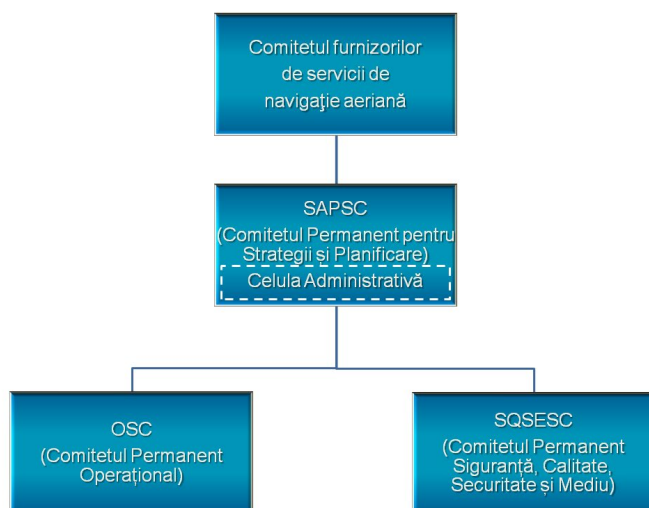 Comitetul furnizorilor
de servicii de
navigaţie aeriană
SAPSC
(Comitetul Permanent pentru
Strategii și Planificare)
Celula Administrativă
OSC
(Comitetul Permanent
Operațional)
SQSESC
(Comitetul Permanent
Siguranță, Calitate,
Securitate și Mediu)